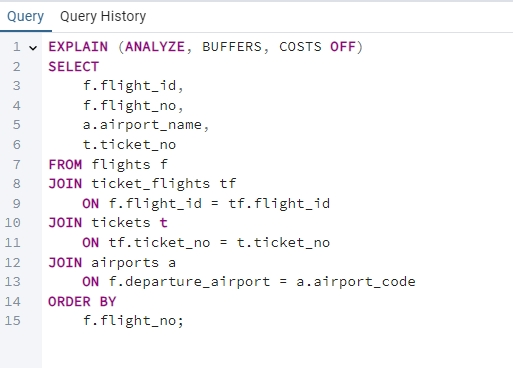 Query Query History
1 EXPLAIN (ANALYZE, BUFFERS, COSTS OFF)
2 SELECT
3 f.flight_id,
4 f.flight_no,
5 a.airport_name,
6 t.ticket_no
7 FROM flights f
8 JOIN ticket_flights tf
9 ON f.flight_id = tf.flight_id
10 JOIN tickets t
11 ON tf.ticket_no = t.ticket_no
12 JOIN airports a
13 ON f.departure_airport = a.airport_code
14 ORDER BY
15 f.flight_no;